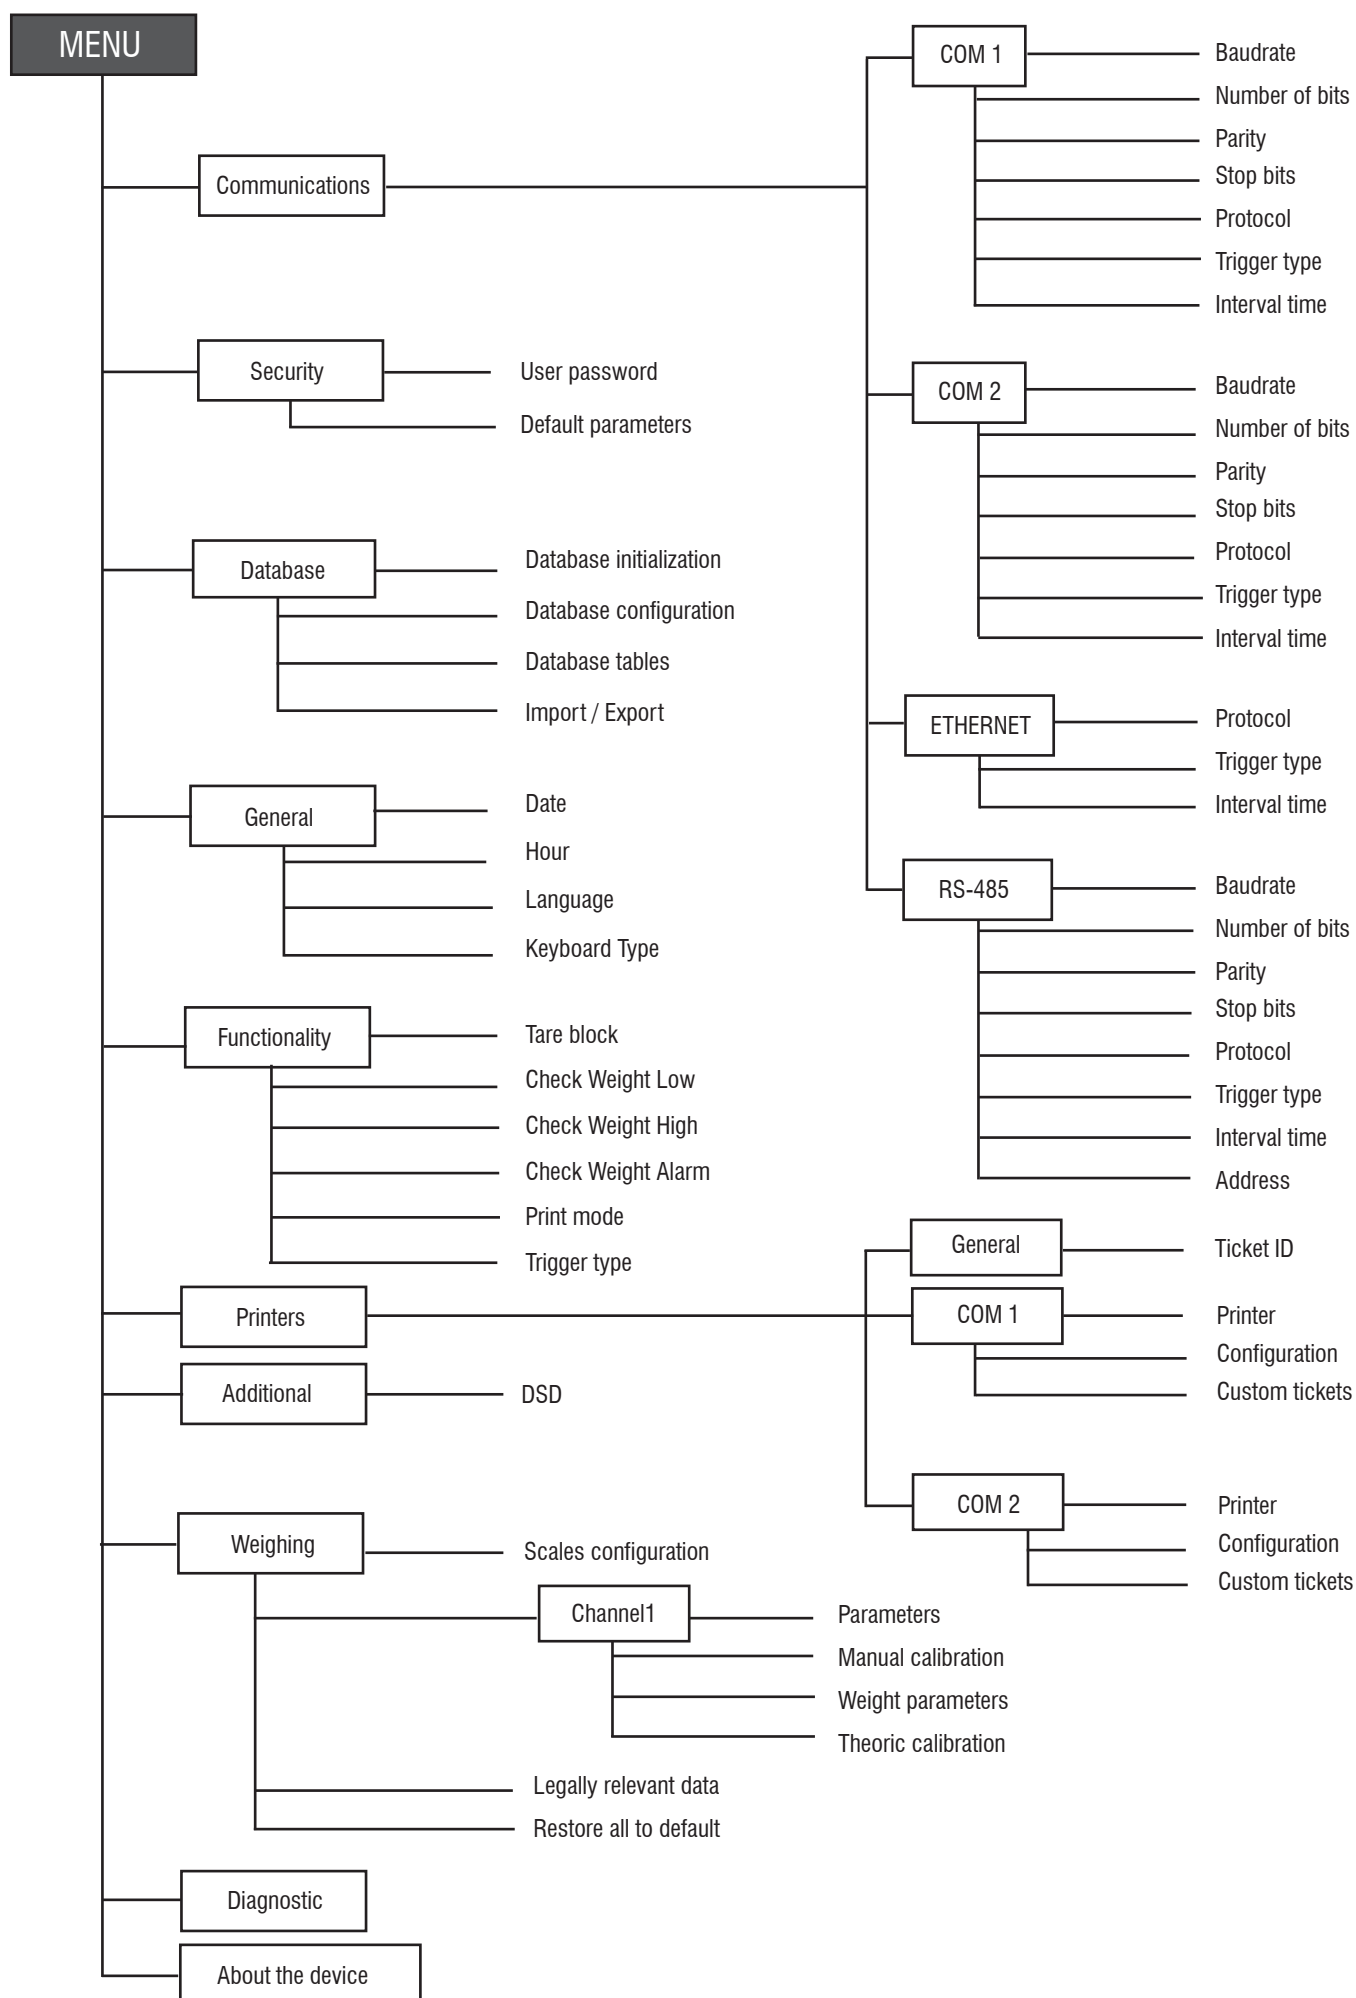 MENU
Communications
COM 1
Baudrate
Number of bits
Parity
Stop bits
Protocol
Trigger type
Interval time
COM 2
Baudrate
Number of bits
Parity
Stop bits
Protocol
Trigger type
Interval time
ETHERNET
Protocol
Trigger type
Interval time
RS-485
Baudrate
Number of bits
Parity
Stop bits
Protocol
Trigger type
Interval time
Address
Security
User password
Default parameters
Database
Database initialization
Database configuration
Database tables
Import / Export
General
Date
Hour
Language
Keyboard Type
Functionality
Tare block
Check Weight Low
Check Weight High
Check Weight Alarm
Print mode
Trigger type
Printers
General
Ticket ID
COM 1
Printer
Configuration
Custom tickets
COM 2
Printer
Configuration
Custom tickets
Additional
DSD
Weighing
Scales configuration
Channel1
Parameters
Manual calibration
Weight parameters
Theoric calibration
Legally relevant data
Restore all to default
Diagnostic
About the device